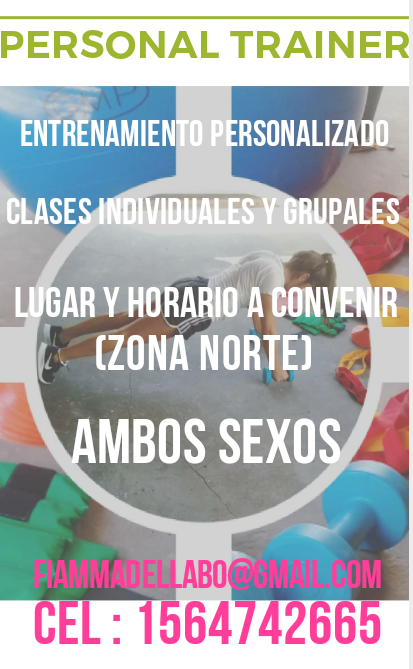 PERSONAL TRAINER
ENTRENAMIENTO PERSONALIZADO
CLASES INDIVIDUALES Y GRUPALES
LUGAR Y HORARIO A CONVENIR
(ZONA NORTE)
AMBOS SEXOS
FIAMMADELLABO@GMAIL.COM
CEL : 1564742665